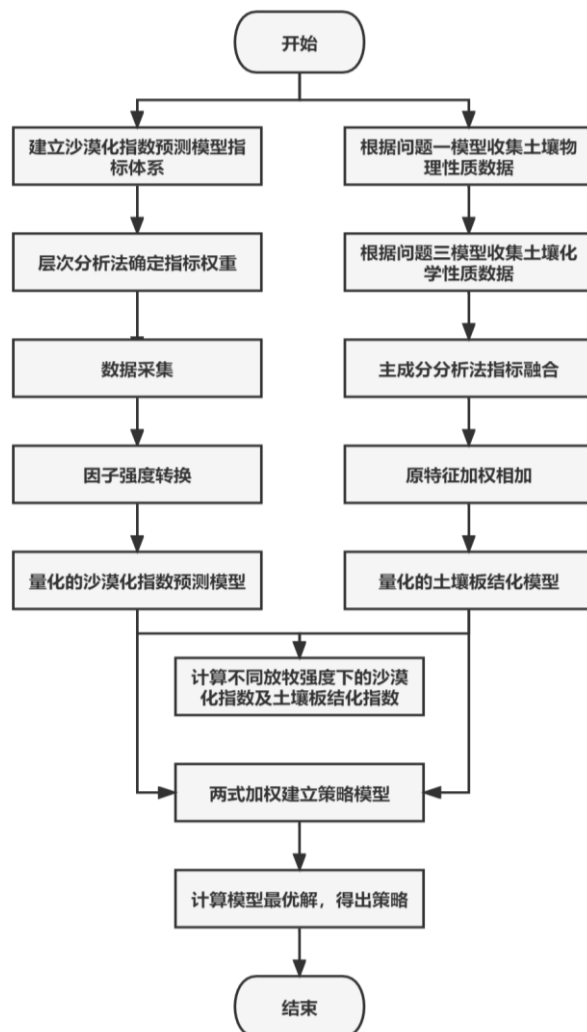 开始
建立沙漠化指数预测模型指
标体系
根据问题一模型收集土壤物
理性质数据
层次分析法确定指标权重
根据问题三模型收集土壤化
学性质数据
数据采集
主成分分析法指标融合
因子强度转换
原特征加权相加
量化的沙漠化指数预测模型
量化的土壤板结化模型
计算不同放牧强度下的沙漠
化指数及土壤板结化指数
两式加权建立策略模型
计算模型最优解，得出策略
结束